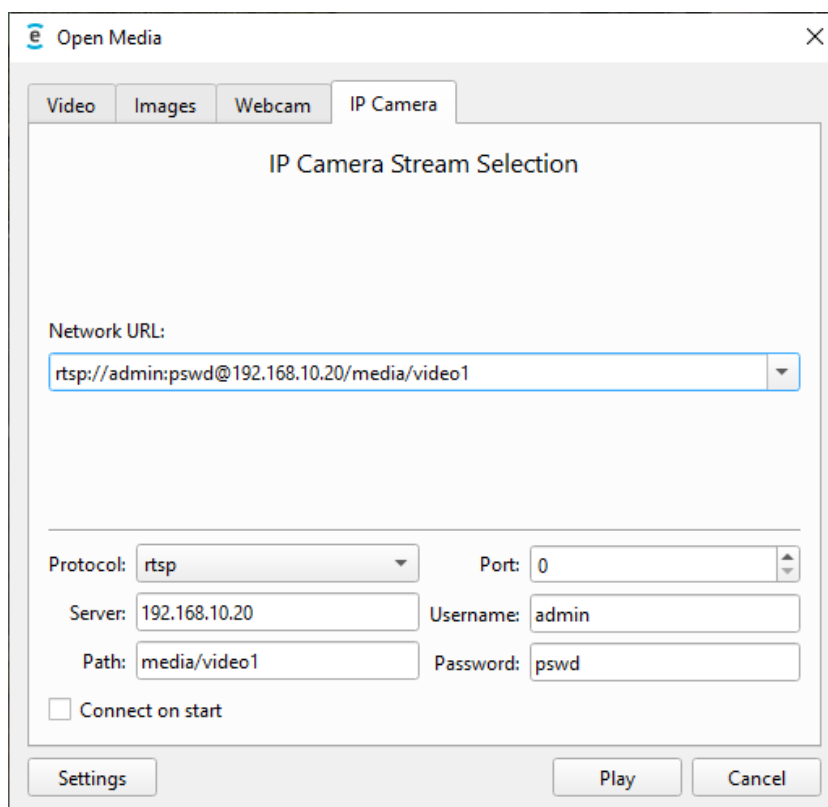 Open Media
Video Images Webcam IP Camera
IP Camera Stream Selection
Network URL:
rtsp://admin:pswd@192.168.10.20/media/video1
Protocol: rtsp Port: 0
Server: 192.168.10.20 Username: admin
Path: media/video1 Password: pswd
Connect on start
Settings Play Cancel